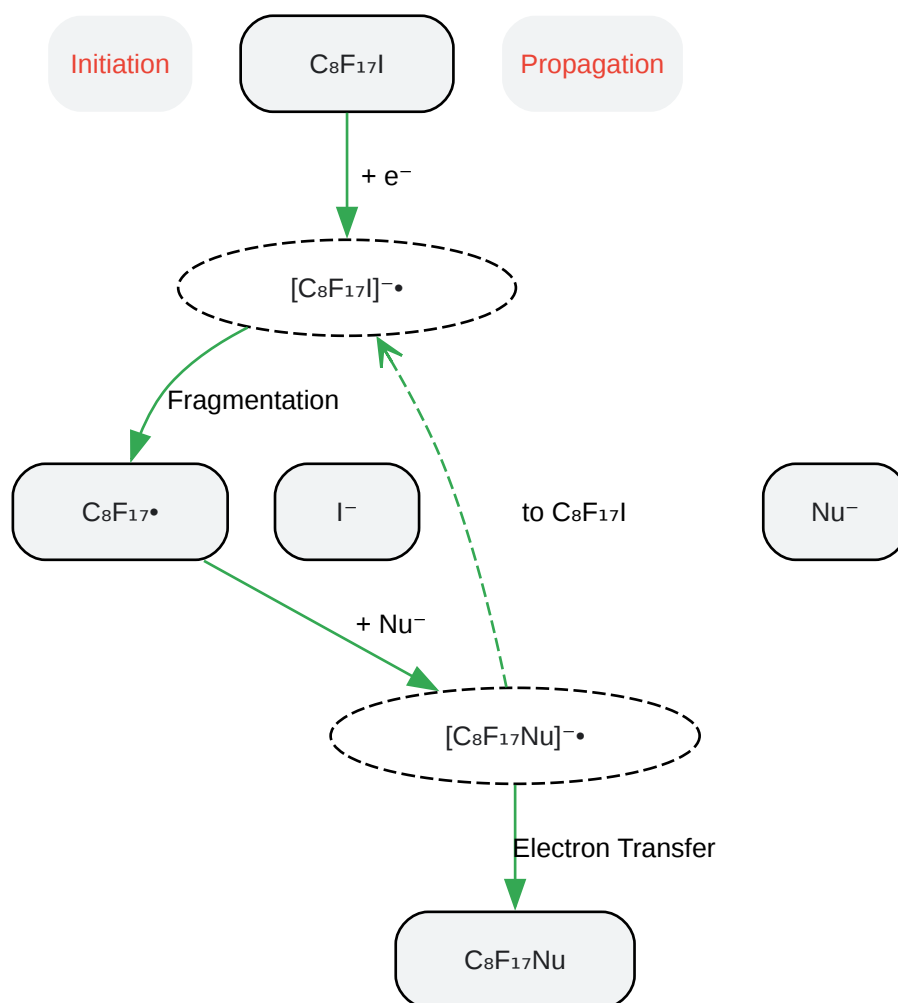 Initiation
C₈F₁₇I
Propagation
+ e⁻
[C₈F₁₇I]⁻•
Fragmentation
C₈F₁₇•
I⁻
to C₈F₁₇I
Nu⁻
+ Nu⁻
[C₈F₁₇Nu]⁻•
Electron Transfer
C₈F₁₇Nu